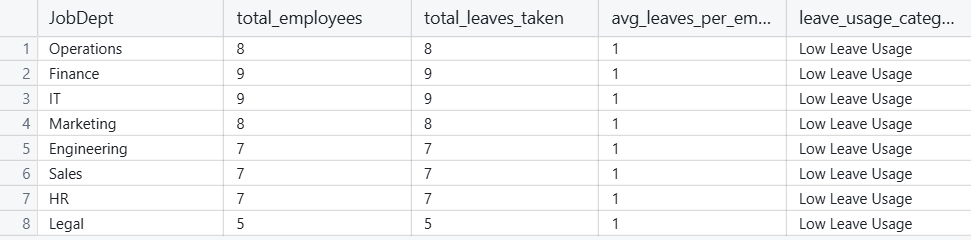 JobDept total_employees total_leaves_taken avg_leaves_per_em... leave_usage_categ...
1 Operations 8 8 1 Low Leave Usage
2 Finance 9 9 1 Low Leave Usage
3 IT 9 9 1 Low Leave Usage
4 Marketing 8 8 1 Low Leave Usage
5 Engineering 7 7 1 Low Leave Usage
6 Sales 7 7 1 Low Leave Usage
7 HR 7 7 1 Low Leave Usage
8 Legal 5 5 1 Low Leave Usage